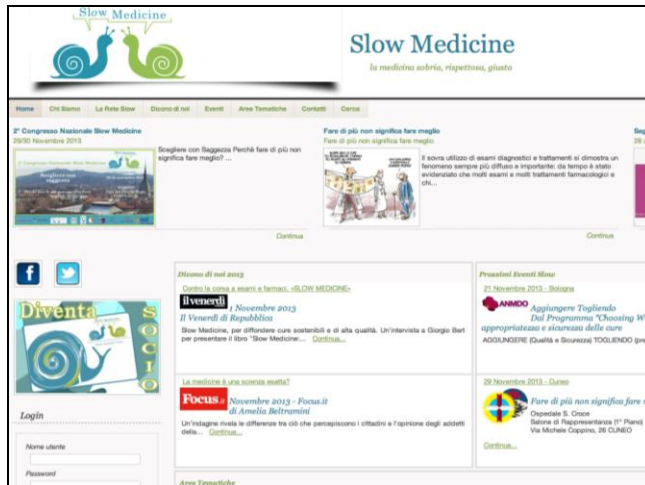 Slow Medicine
Slow Medicine
la medicina sobria, rispettosa, giusta
Home Chi Siamo La Rete Slow Dicono di noi Eventi Aree Tematiche Contatti Cerca
2° Congresso Nazionale Slow Medicine
29/30 Novembre 2013
Scegliere con Saggezza Perchè fare di più non
significa fare meglio? ...
Scegliere con
saggezza
Continua
Fare di più non significa fare meglio
Fare di più non significa fare meglio
Il sovra utilizzo di esami diagnostici e trattamenti si dimostra un
fenomeno sempre più diffuso e importante: da tempo è stato
evidenziato che molti esami e molti trattamenti farmacologici e
chi...
Continua
Diventa
SOCIO
Login
Nome utente
Password
Dicono di noi 2013
Contro la corsa a esami e farmaci, «SLOW MEDICINE»
il venerdì
1 Novembre 2013
Il Venerdì di Repubblica
Slow Medicine, per diffondere cure sostenibili e di alta qualità. Un'intervista a Giorgio Bert
per presentare il libro "Slow Medicine:... Continua...
La medicine è una scienza esatta?
Focus.it
Novembre 2013 - Focus.it
di Amelia Beltramini
Un'indagine rivela le differenze tra ciò che percepiscono i cittadini e l'opinione degli addetti
della... Continua...
Aree Tematiche
Prossimi Eventi Slow
21 Novembre 2013 - Bologna
ANMDO
Aggiungere Togliendo
Dal Programma "Choosing W
appropriatezza e sicurezza delle cure
AGGIUNGERE (Qualità e Sicurezza) TOGLIENDO (pre
29 Novembre 2013 - Cuneo
Fare di più non significa fare
Ospedale S. Croce
Salone di Rappresentanza (1° Piano)
Via Michele Coppino, 26 CUNEO
Continua...